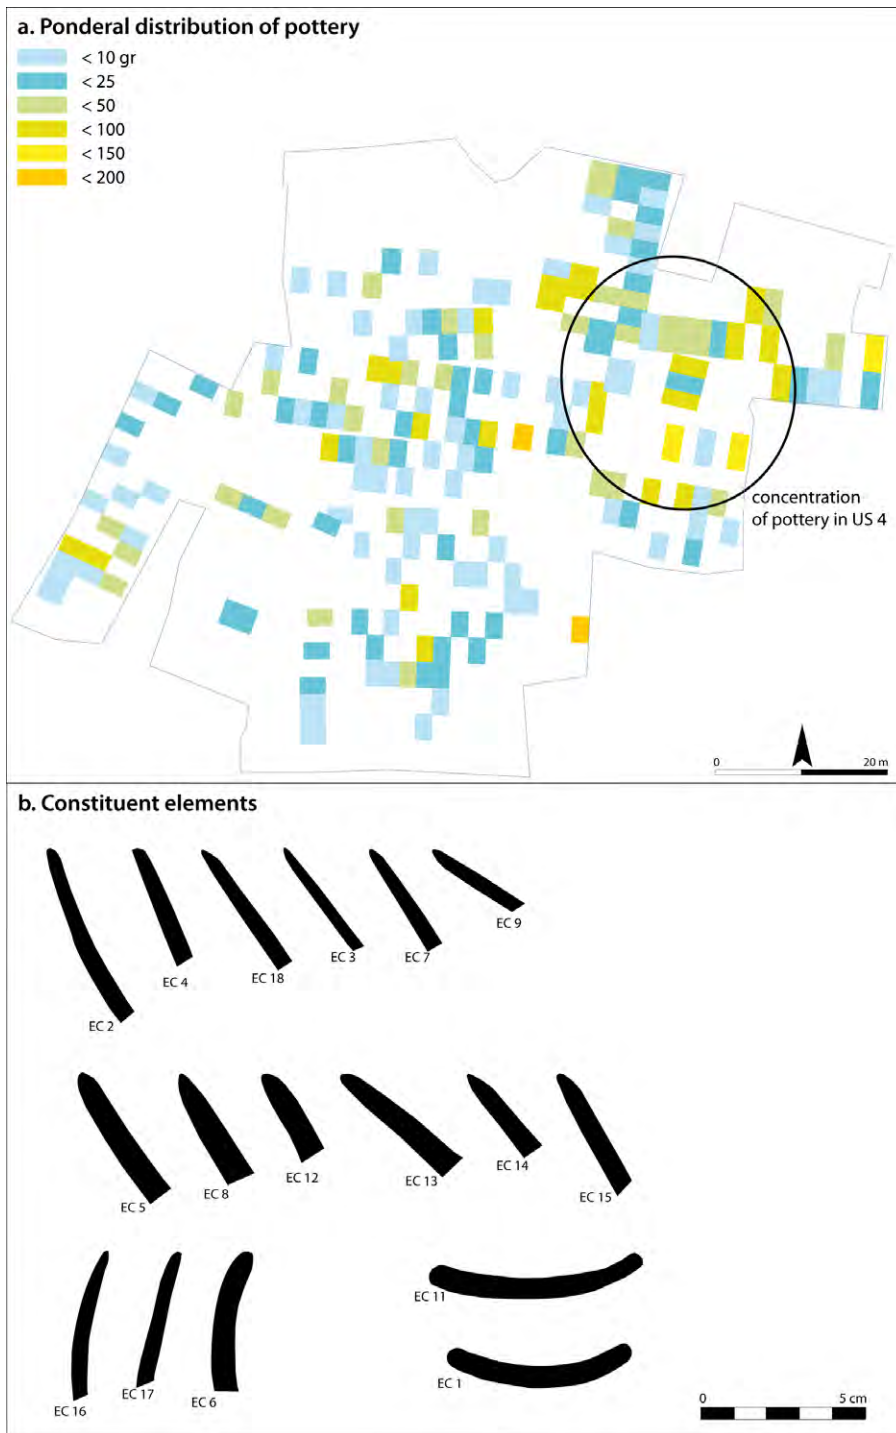 a. Ponderal distribution of pottery
< 10 gr
< 25
< 50
< 100
< 150
< 200
concentration
of pottery in US 4
0 20 m
b. Constituent elements
EC 2
EC 4
EC 18
EC 3
EC 7
EC 9
EC 5
EC 8
EC 12
EC 13
EC 14
EC 15
EC 16
EC 17
EC 6
EC 11
EC 1
0 5 cm